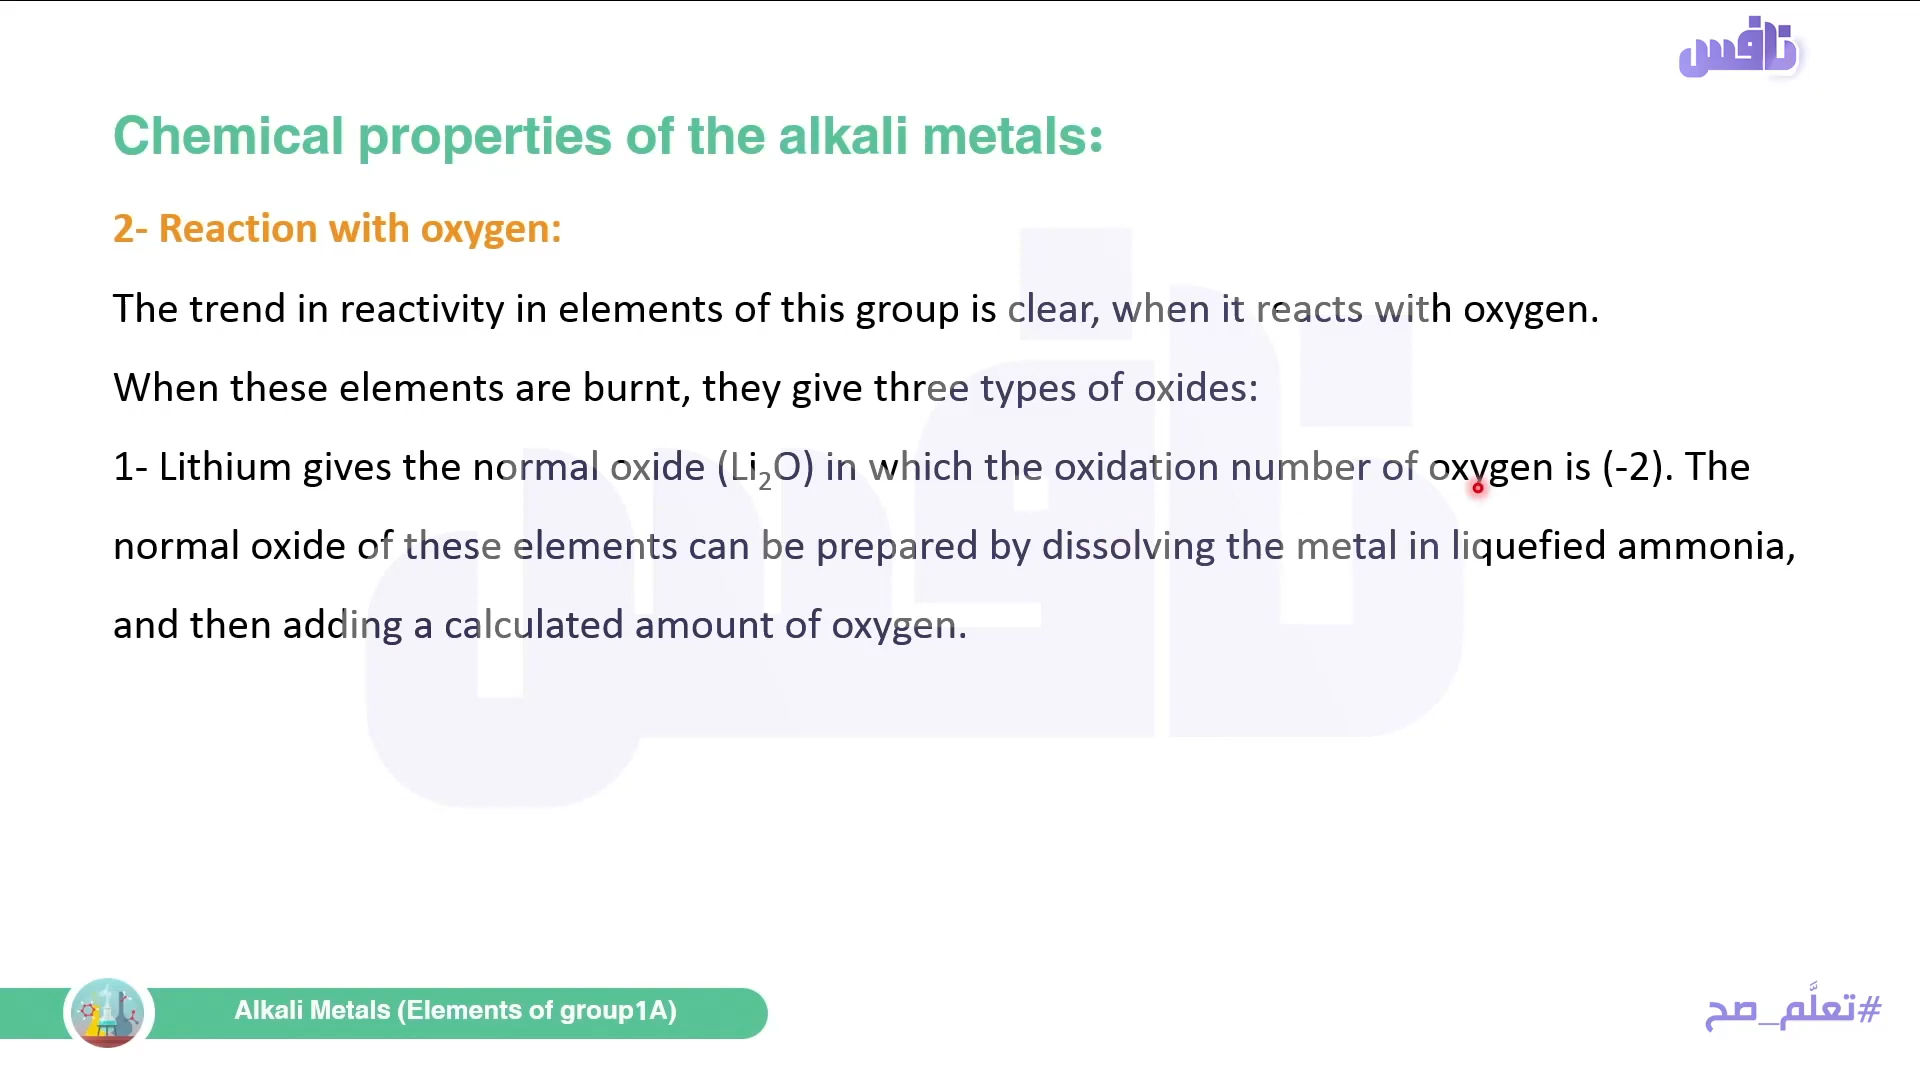 نافس
Chemical properties of the alkali metals:
2- Reaction with oxygen:
The trend in reactivity in elements of this group is clear, when it reacts with oxygen.
When these elements are burnt, they give three types of oxides:
1- Lithium gives the normal oxide (Li₂O) in which the oxidation number of oxygen is (-2). The
normal oxide of these elements can be prepared by dissolving the metal in liquefied ammonia,
and then adding a calculated amount of oxygen.
Alkali Metals (Elements of group1A)
#تعلَّم_صح